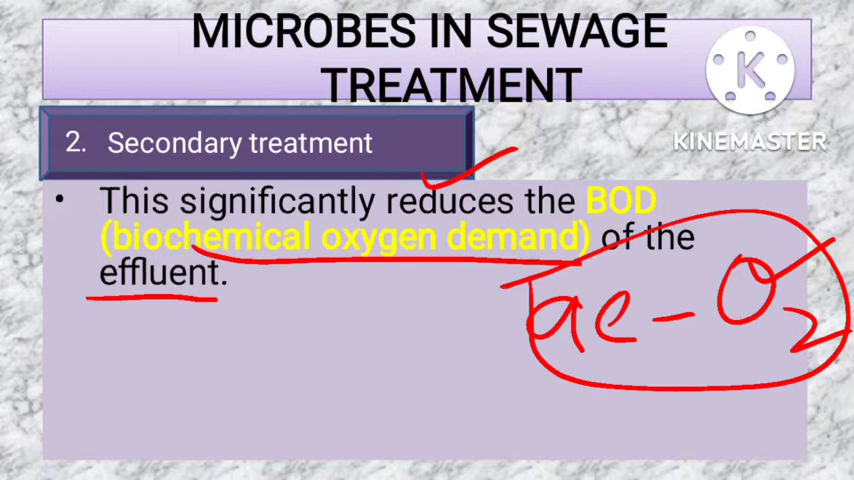 MICROBES IN SEWAGE
TREATMENT
K
KINEMASTER
2. Secondary treatment
• This significantly reduces the BOD
(biochemical oxygen demand) of the
effluent.
ae - O2